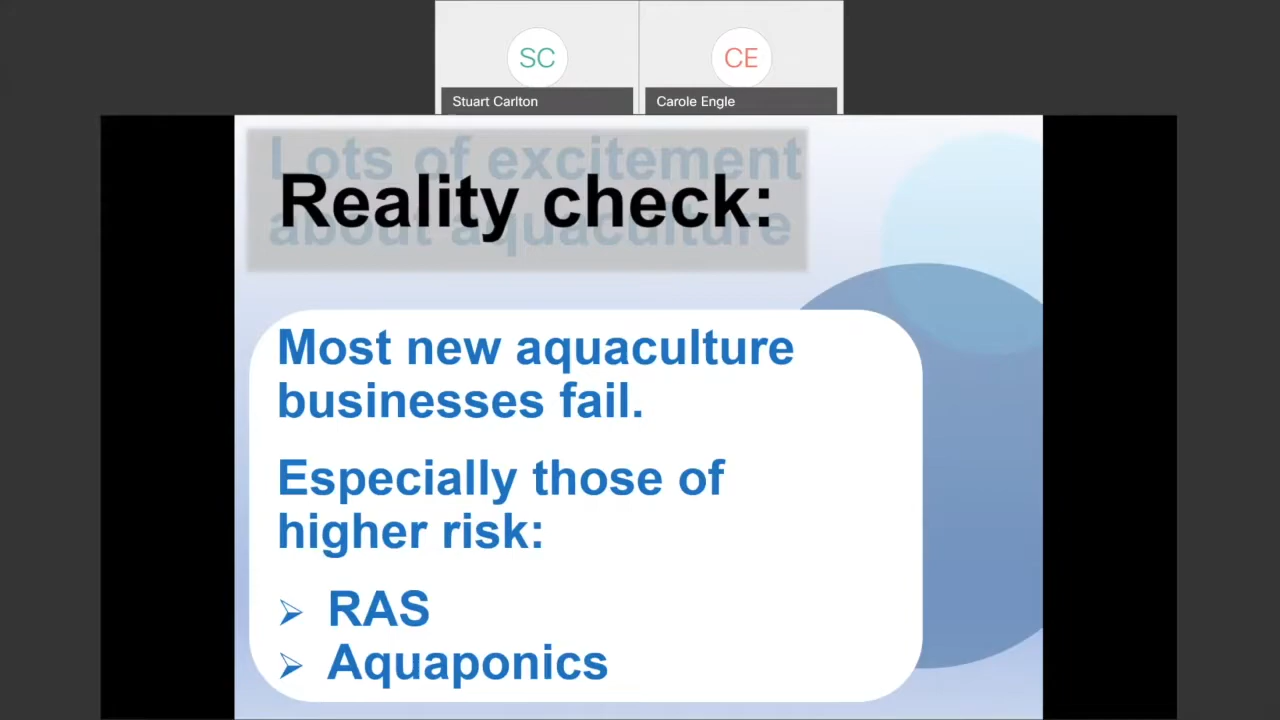 SC
CE
Stuart Carlton
Carole Engle
Lots of excitement
Reality check:
about aquaculture
Most new aquaculture
businesses fail.
Especially those of
higher risk:
➢ RAS
➢ Aquaponics